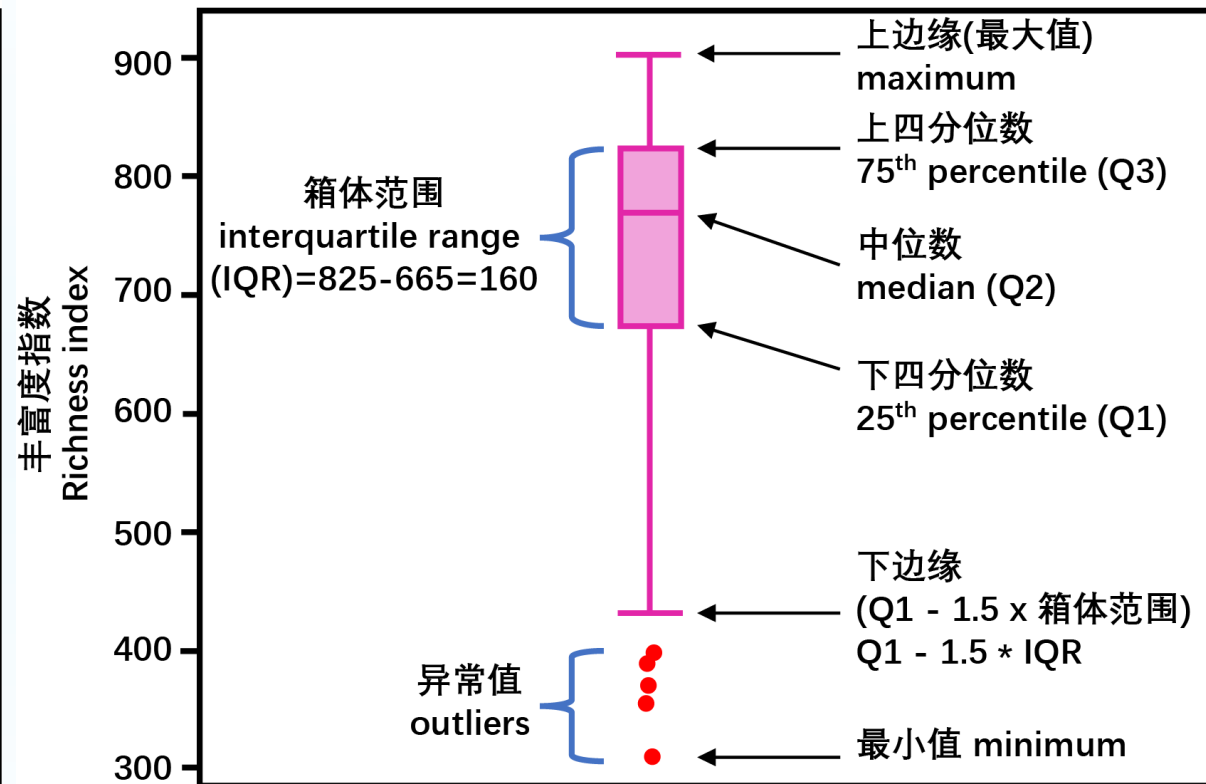 丰富度指数
Richness index
900
800
700
600
500
400
300
箱体范围
interquartile range
(IQR)=825-665=160
异常值
outliers
上边缘(最大值)
maximum
上四分位数
75th percentile (Q3)
中位数
median (Q2)
下四分位数
25th percentile (Q1)
下边缘
(Q1 - 1.5 x 箱体范围)
Q1 - 1.5 * IQR
最小值 minimum